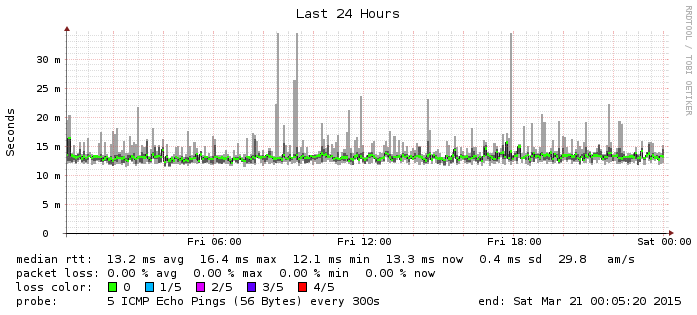 Last 24 Hours
RRDTOOL / TOBI OETIKER
Seconds
30 m
25 m
20 m
15 m
10 m
5 m
0
Fri 06:00 Fri 12:00 Fri 18:00 Sat 00:00
median rtt: 13.2 ms avg 16.4 ms max 12.1 ms min 13.3 ms now 0.4 ms sd 29.8 am/s
packet loss: 0.00 % avg 0.00 % max 0.00 % min 0.00 % now
loss color: 0 1/5 2/5 3/5 4/5
probe: 5 ICMP Echo Pings (56 Bytes) every 300s end: Sat Mar 21 00:05:20 2015